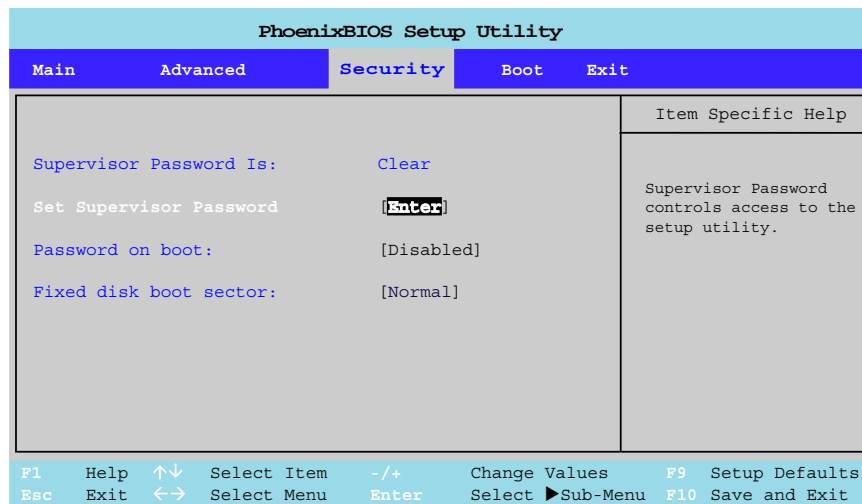 PhoenixBIOS Setup Utility
Main Advanced Security Boot Exit
Item Specific Help
Supervisor Password Is: Clear
Set Supervisor Password [Enter]
Password on boot: [Disabled]
Fixed disk boot sector: [Normal]
Supervisor Password
controls access to the
setup utility.
F1 Help ↑↓ Select Item -/+ Change Values F9 Setup Defaults
Esc Exit ←→ Select Menu Enter Select ▶Sub-Menu F10 Save and Exit